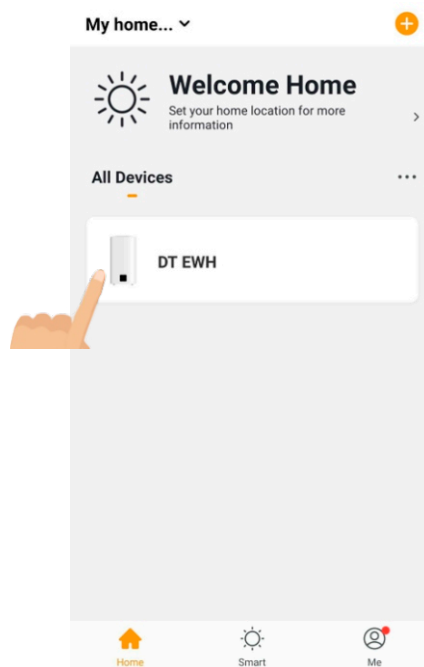 My home...
Welcome Home
Set your home location for more
information
All Devices
DT EWH
Home
Smart
Me